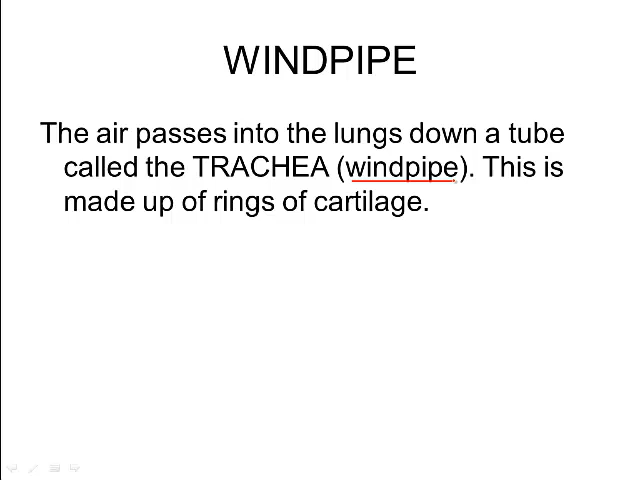 WINDPIPE
The air passes into the lungs down a tube
called the TRACHEA (windpipe). This is
made up of rings of cartilage.